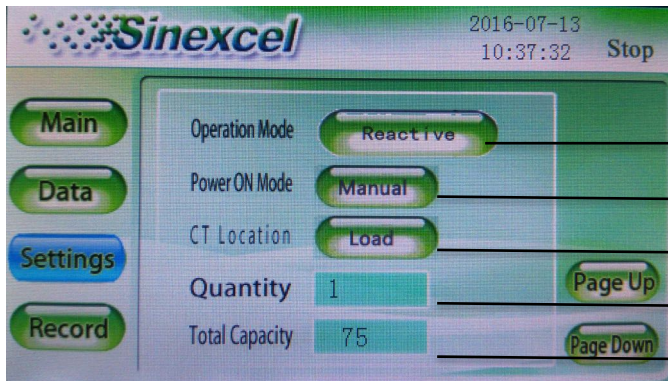 Sinexcel
2016-07-13
10:37:32 Stop
Main
Operation Mode Reactive
Data
Power ON Mode Manual
Settings
CT Location Load
Quantity 1
Page Up
Record
Total Capacity 75
Page Down